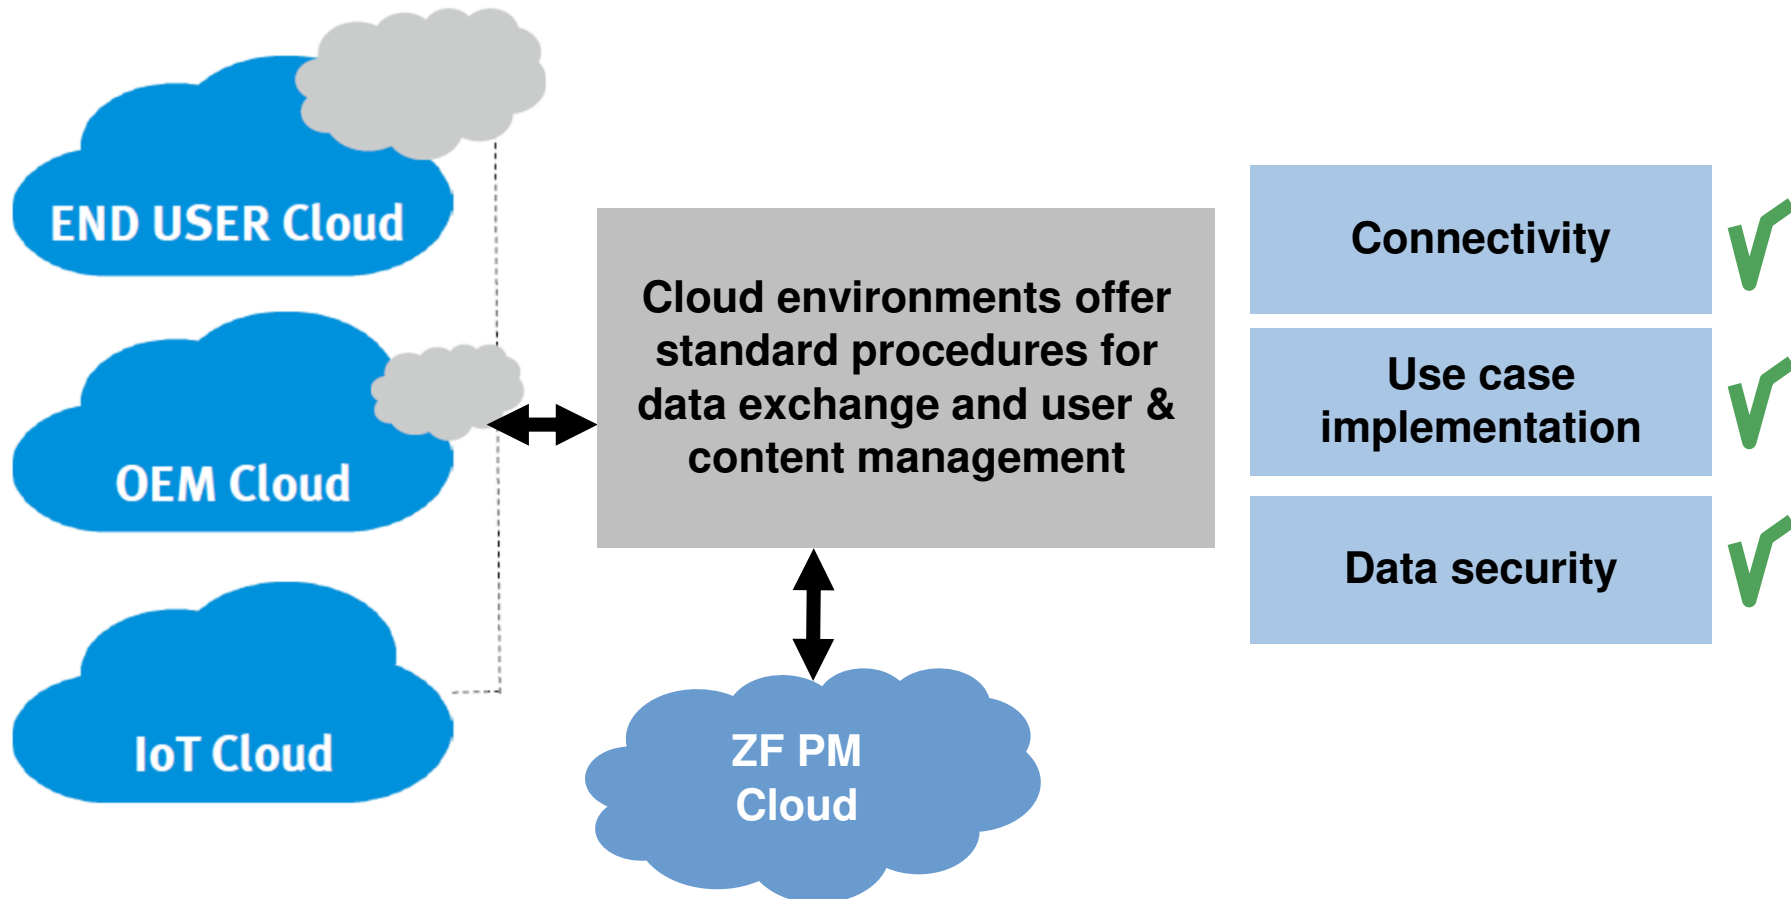 END USER Cloud
OEM Cloud
IoT Cloud
Cloud environments offer
standard procedures for
data exchange and user &
content management
ZF PM
Cloud
Connectivity
Use case
implementation
Data security